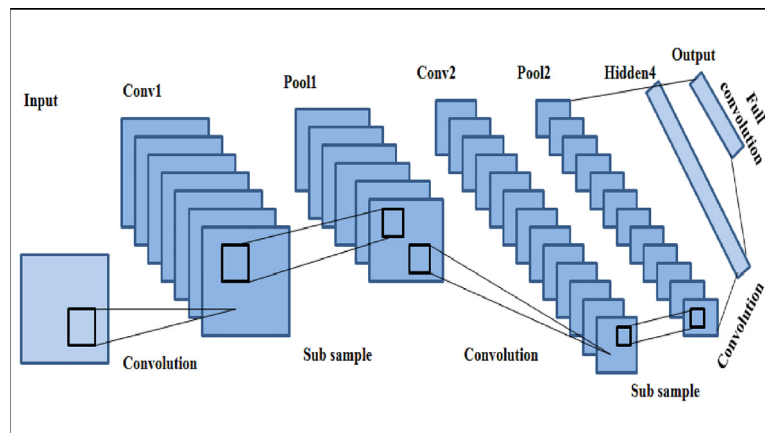 Input
Conv1
Pool1
Conv2
Pool2
Hidden4
Output
Full
convolution
Convolution
Sub sample
Convolution
Sub sample
Convolution